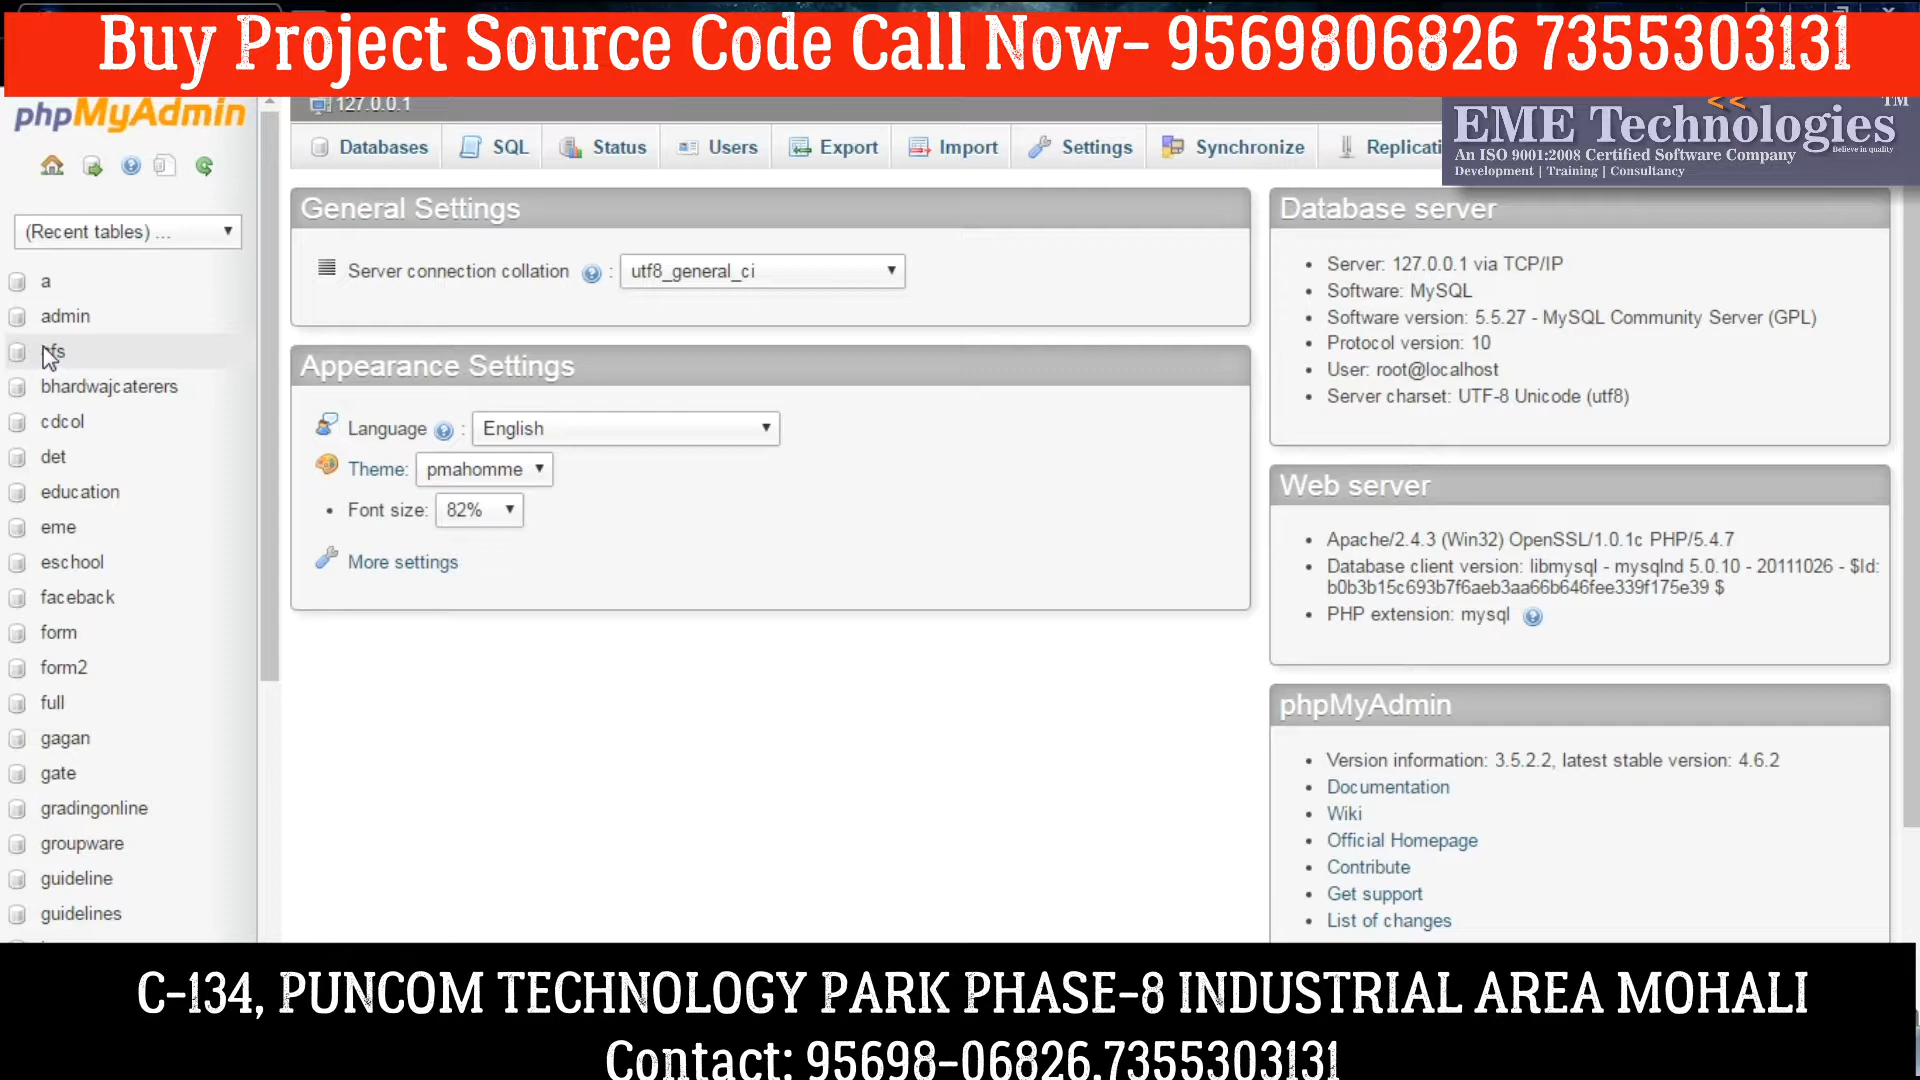 Buy Project Source Code Call Now- 9569806826 7355303131
phpMyAdmin
127.0.0.1
Databases
SQL
Status
Users
Export
Import
Settings
Synchronize
Replicati
<<
EME Technologies TM
Believe in quality
An ISO 9001:2008 Certified Software Company
Development | Training | Consultancy
(Recent tables) ...
a
admin
bhardwajcaterers
cdcol
det
education
eme
eschool
faceback
form
form2
full
gagan
gate
gradingonline
groupware
guideline
guidelines
General Settings
Server connection collation : utf8_general_ci
Appearance Settings
Language : English
Theme: pmahomme
Font size: 82%
More settings
Database server
Server: 127.0.0.1 via TCP/IP
Software: MySQL
Software version: 5.5.27 - MySQL Community Server (GPL)
Protocol version: 10
User: root@localhost
Server charset: UTF-8 Unicode (utf8)
Web server
Apache/2.4.3 (Win32) OpenSSL/1.0.1c PHP/5.4.7
Database client version: libmysql - mysqlnd 5.0.10 - 20111026 - $Id:
b0b3b15c693b7f6aeb3aa66b646fee339f175e39 $
PHP extension: mysql
phpMyAdmin
Version information: 3.5.2.2, latest stable version: 4.6.2
Documentation
Wiki
Official Homepage
Contribute
Get support
List of changes
C-134, PUNCOM TECHNOLOGY PARK PHASE-8 INDUSTRIAL AREA MOHALI
Contact: 95698-06826,7355303131